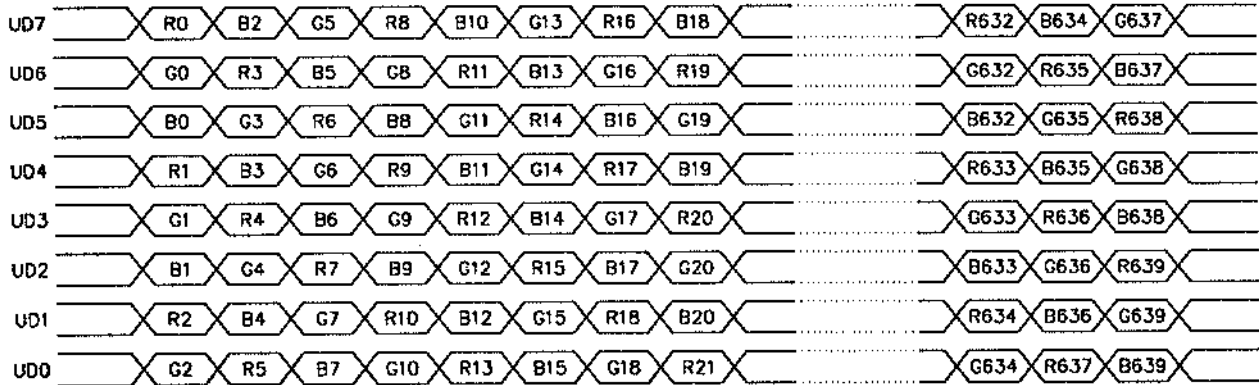 UD7 R0 B2 G5 R8 B10 G13 R16 B18 R632 B634 G637
UD6 G0 R3 B5 G8 R11 B13 G16 R19 G632 R635 B637
UD5 B0 G3 R6 B8 G11 R14 B16 G19 B632 G635 R638
UD4 R1 B3 G6 R9 B11 G14 R17 B19 R633 B635 G638
UD3 G1 R4 B6 G9 R12 B14 G17 R20 G633 R636 B638
UD2 B1 G4 R7 B9 G12 R15 B17 G20 B633 G636 R639
UD1 R2 B4 G7 R10 B12 G15 R18 B20 R634 B636 G639
UD0 G2 R5 B7 G10 R13 B15 G18 R21 G634 R637 B639